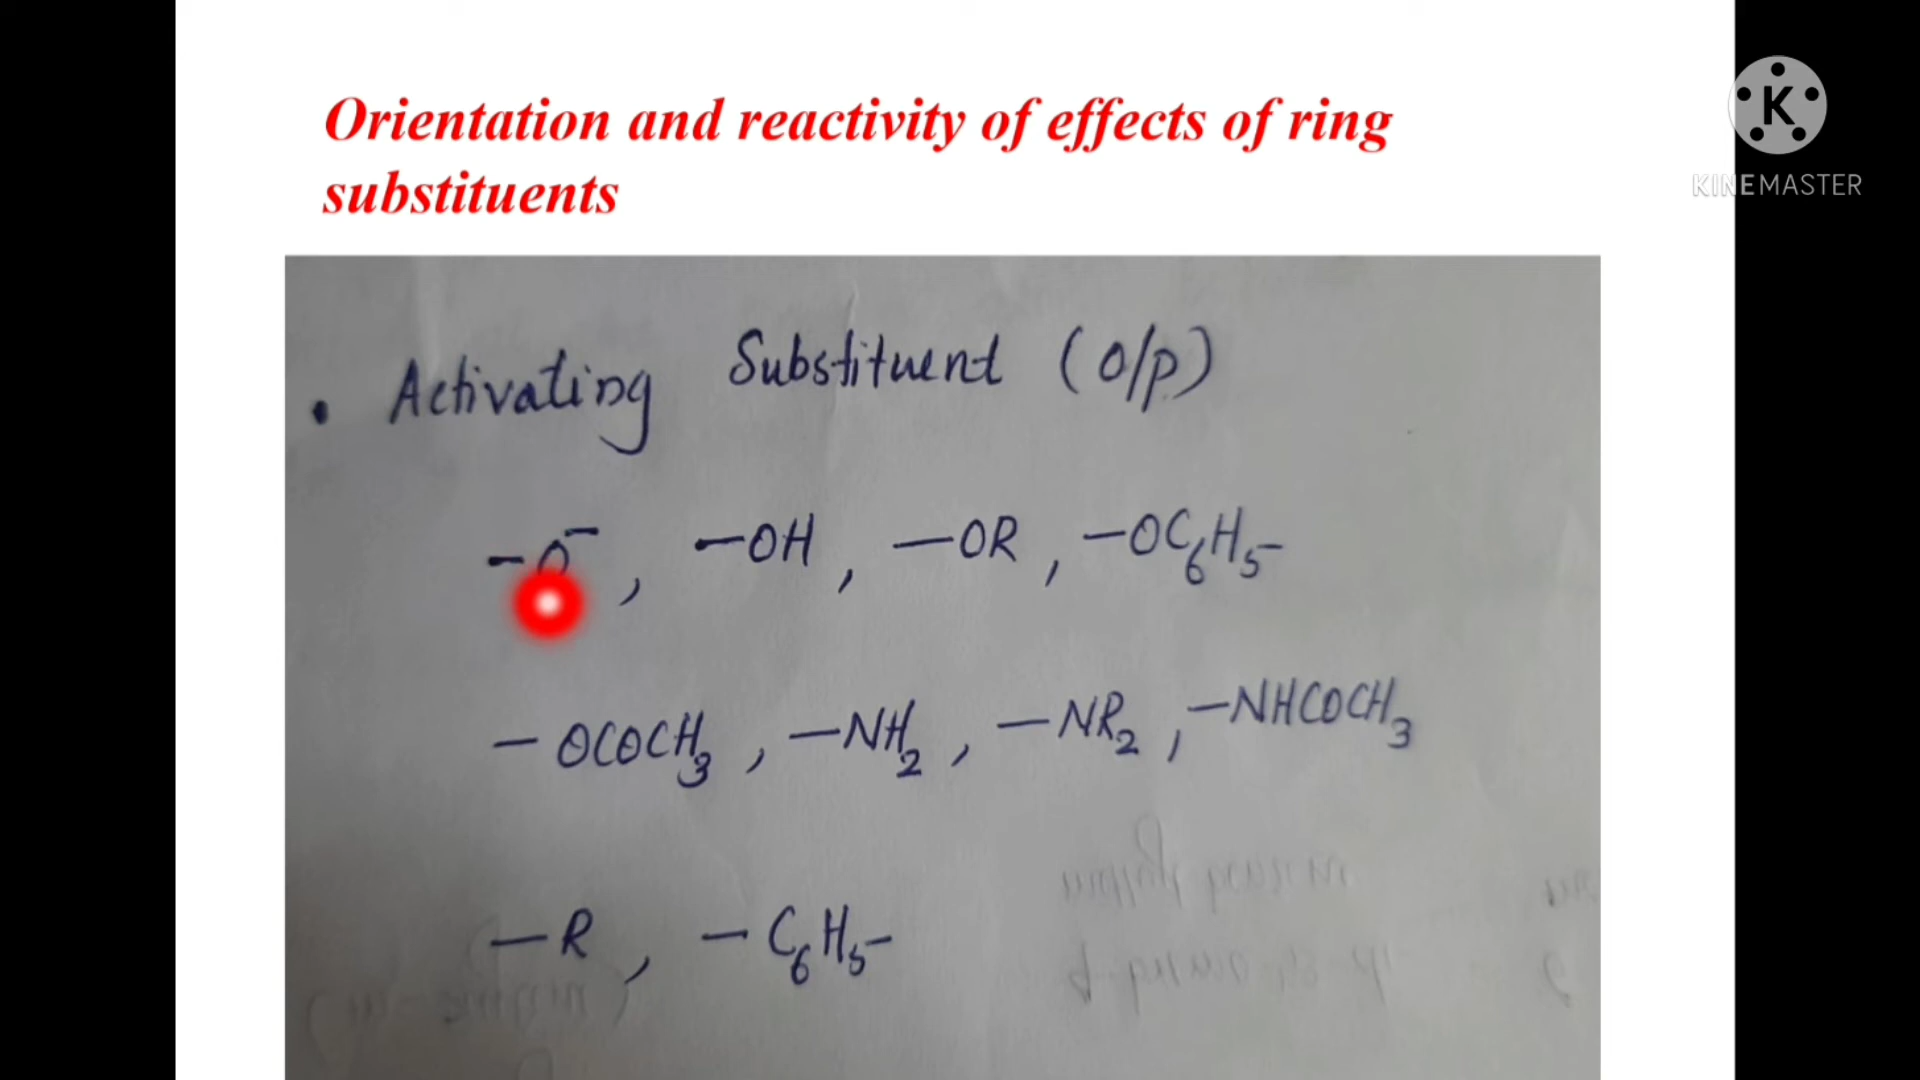 Orientation and reactivity of effects of ring
substituents
K
KINEMASTER
• Activating Substituent (o/p)
—O⁻, —OH, —OR, —OC₆H₅-
—OCOCH₃, —NH₂, —NR₂, —NHCOCH₃
—R, —C₆H₅-